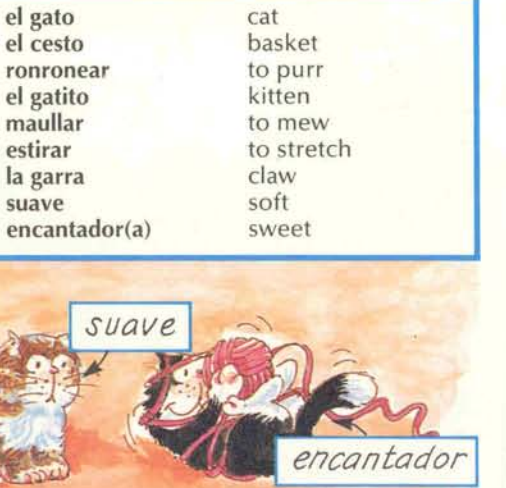 el gato cat
el cesto basket
ronronear to purr
el gatito kitten
maullar to mew
estirar to stretch
la garra claw
suave soft
encantador(a) sweet
suave
encantador